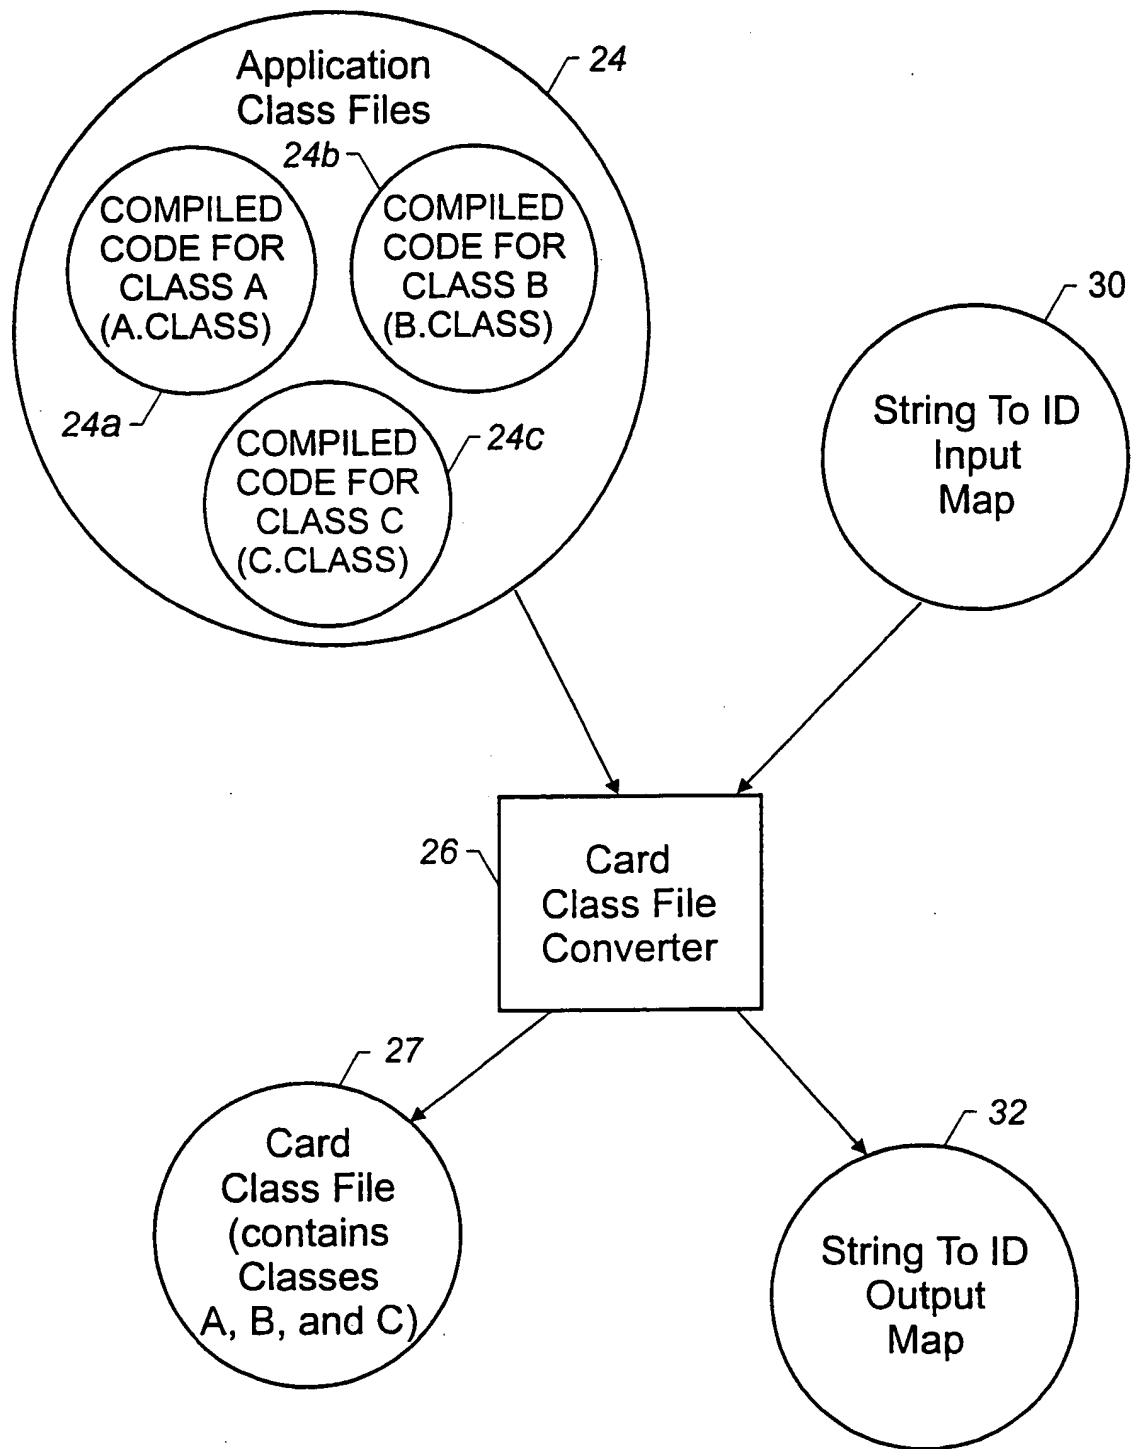 Application
Class Files
24
24b
COMPILED
CODE FOR
CLASS A
(A.CLASS)
24a
COMPILED
CODE FOR
CLASS B
(B.CLASS)
COMPILED
CODE FOR
CLASS C
(C.CLASS)
24c
30
String To ID
Input
Map
26
Card
Class File
Converter
27
Card
Class File
(contains
Classes
A, B, and C)
32
String To ID
Output
Map